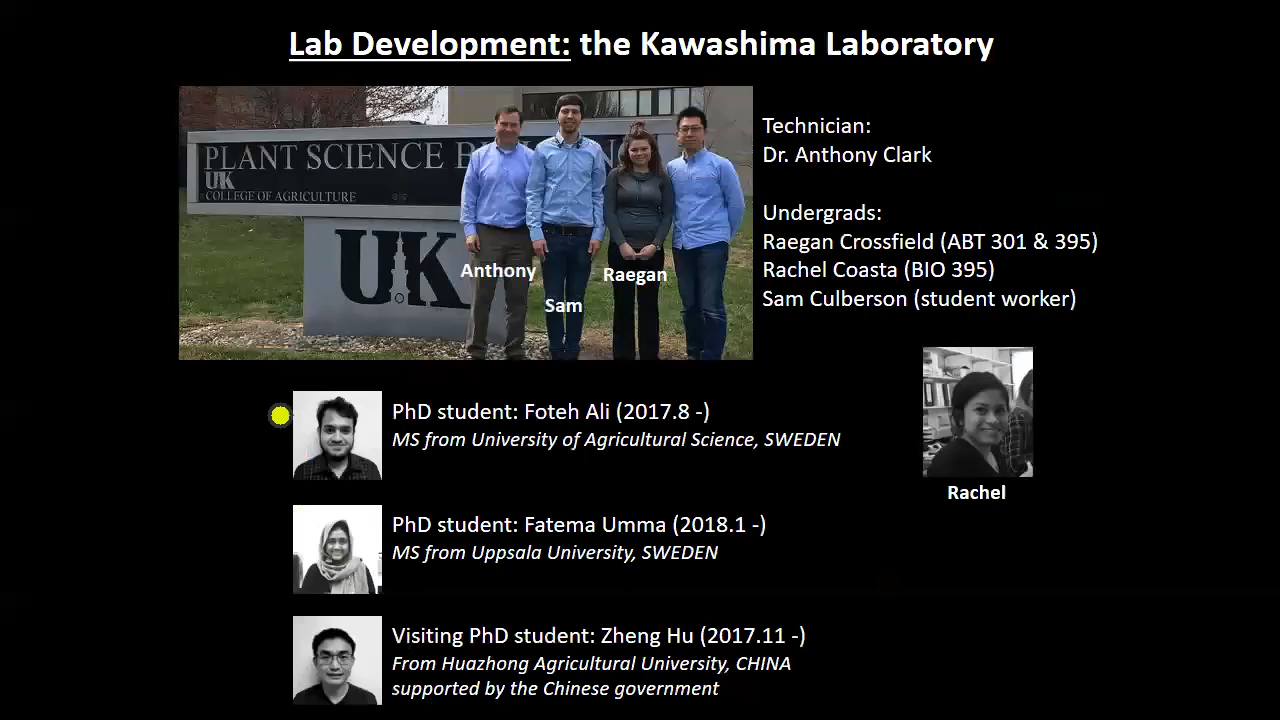 Lab Development: the Kawashima Laboratory
PLANT SCIENCE B
UK
COLLEGE OF AGRICULTURE
UK
Anthony
Sam
Raegan
Technician:
Dr. Anthony Clark
Undergrads:
Raegan Crossfield (ABT 301 & 395)
Rachel Coasta (BIO 395)
Sam Culberson (student worker)
Rachel
PhD student: Foteh Ali (2017.8 -)
MS from University of Agricultural Science, SWEDEN
PhD student: Fatema Umma (2018.1 -)
MS from Uppsala University, SWEDEN
Visiting PhD student: Zheng Hu (2017.11 -)
From Huazhong Agricultural University, CHINA
supported by the Chinese government